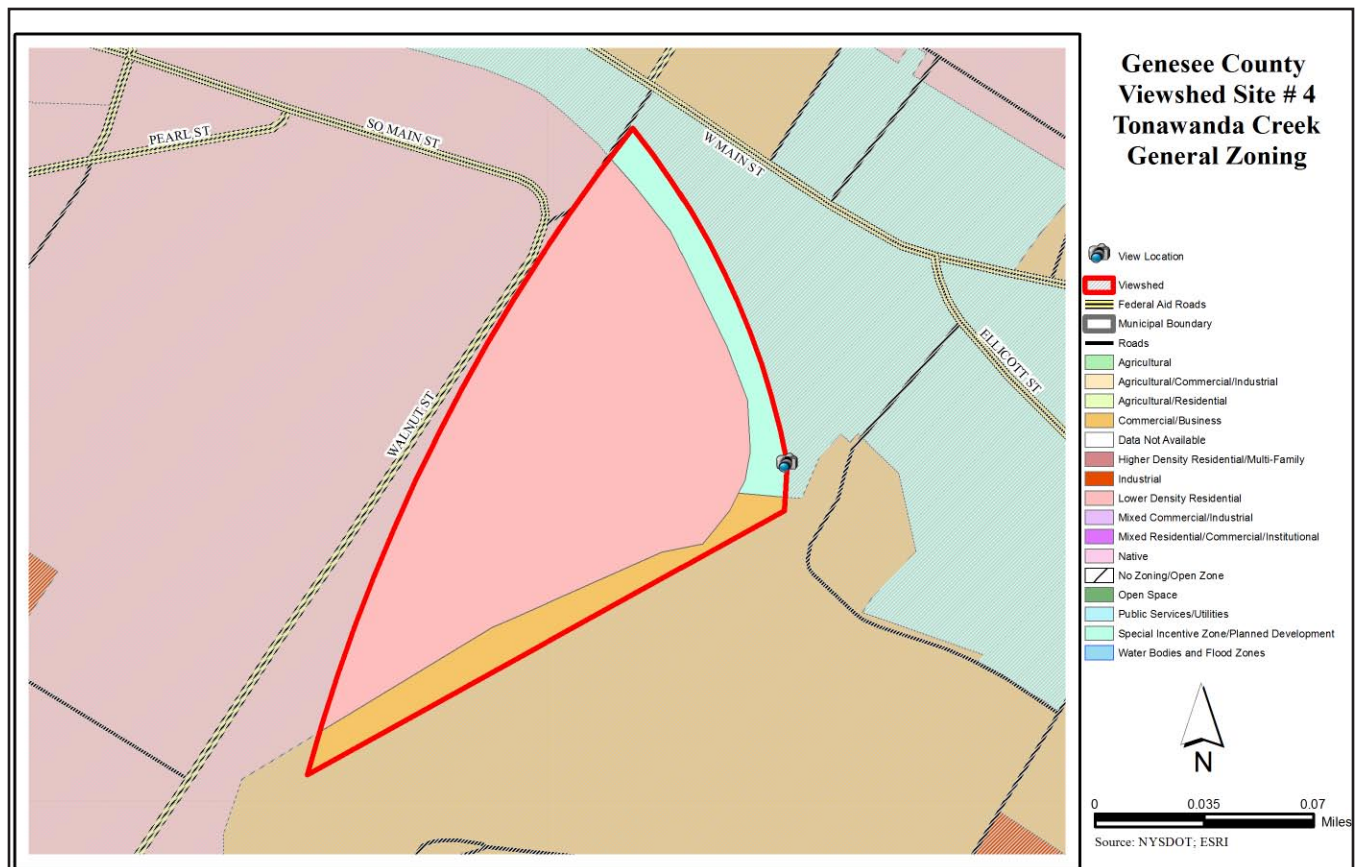 Genesee County
Viewshed Site # 4
Tonawanda Creek
General Zoning
PEARL ST
SO MAIN ST
W MAIN ST
ELLICOTT ST
WALNUT ST
View Location
Viewshed
Federal Aid Roads
Municipal Boundary
Roads
Agricultural
Agricultural/Commercial/Industrial
Agricultural/Residential
Commercial/Business
Data Not Available
Higher Density Residential/Multi-Family
Industrial
Lower Density Residential
Mixed Commercial/Industrial
Mixed Residential/Commercial/Institutional
Native
No Zoning/Open Zone
Open Space
Public Services/Utilities
Special Incentive Zone/Planned Development
Water Bodies and Flood Zones
N
0 0.035 0.07
Miles
Source: NYSDOT; ESRI